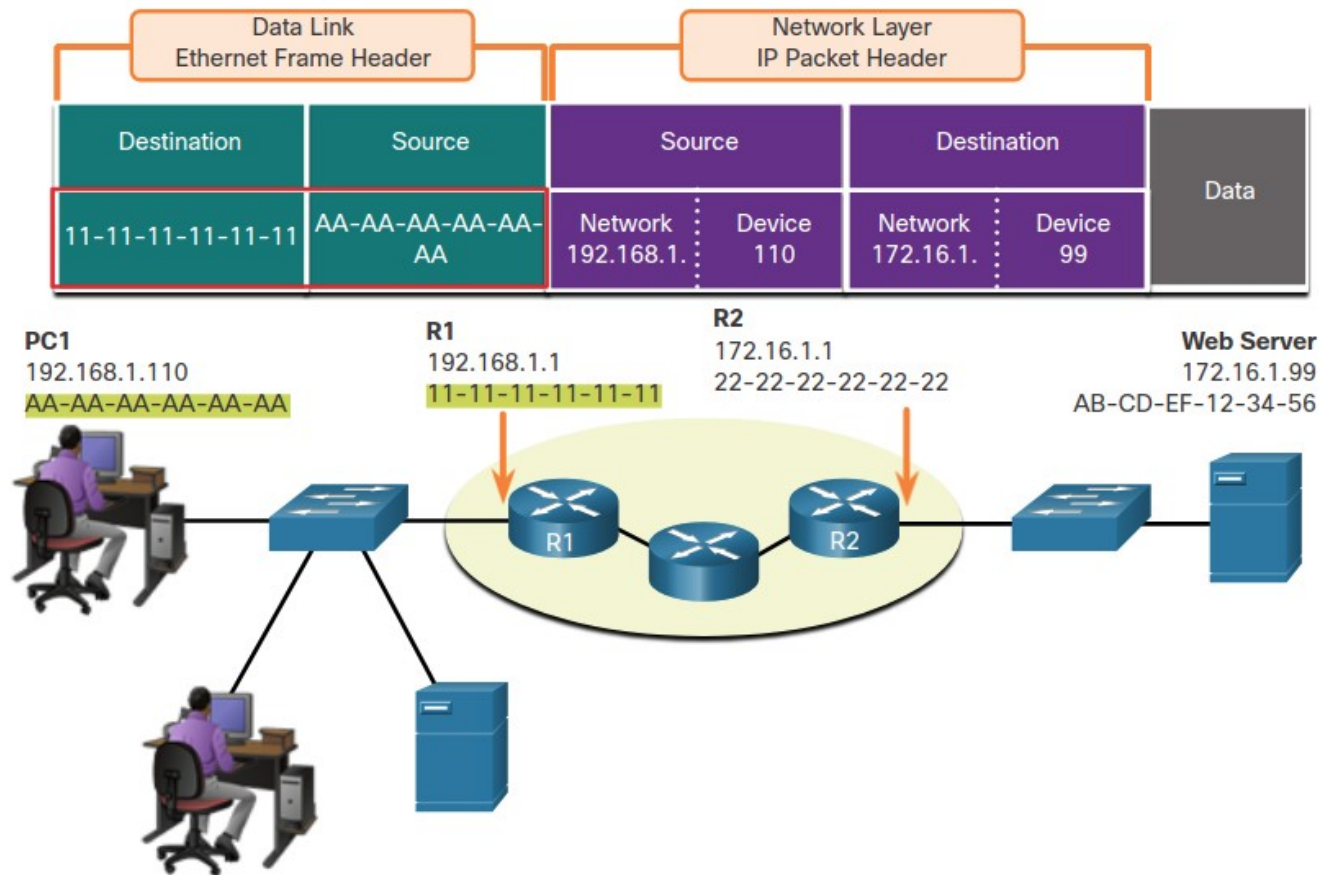 Data Link
Ethernet Frame Header
Network Layer
IP Packet Header
Destination
Source
Source
Destination
Data
11-11-11-11-11-11
AA-AA-AA-AA-AA-
AA
Network
192.168.1.
Device
110
Network
172.16.1.
Device
99
PC1
192.168.1.110
AA-AA-AA-AA-AA-AA
R1
192.168.1.1
11-11-11-11-11-11
R2
172.16.1.1
22-22-22-22-22-22
Web Server
172.16.1.99
AB-CD-EF-12-34-56
R1
R2